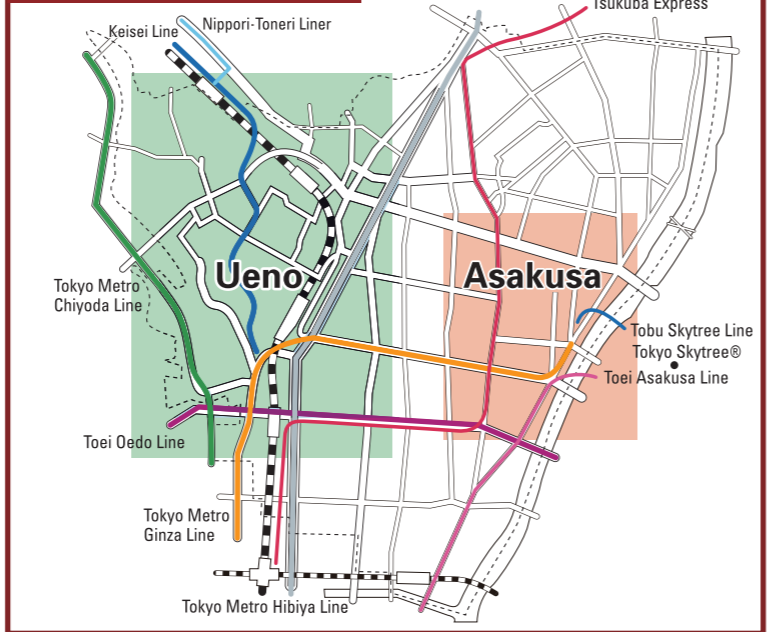 Tsukuba Express
Nippori-Toneri Liner
Keisei Line
Ueno
Asakusa
Tokyo Metro
Chiyoda Line
Tobu Skytree Line
Tokyo Skytree®
Toei Asakusa Line
Toei Oedo Line
Tokyo Metro
Ginza Line
Tokyo Metro Hibiya Line